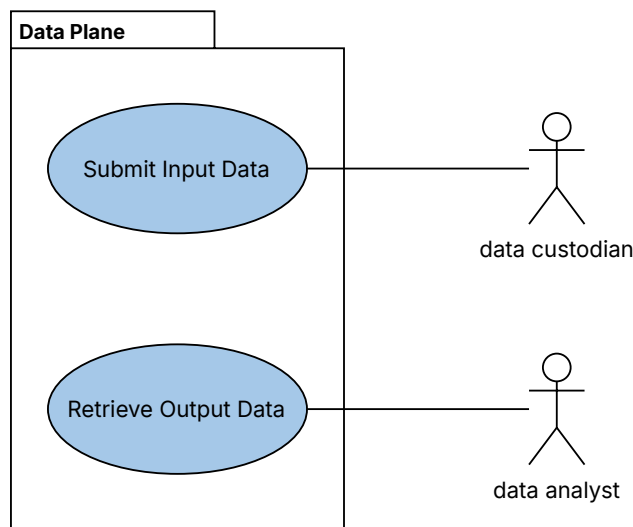 Data Plane
Submit Input Data
data custodian
Retrieve Output Data
data analyst